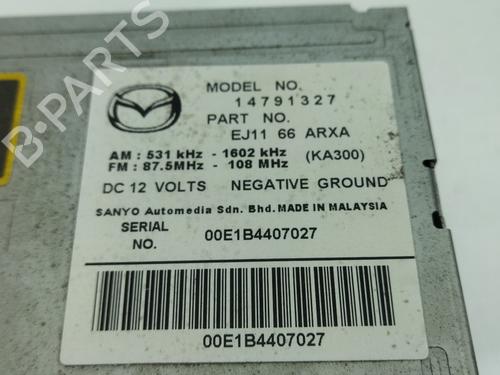 MODEL NO.
14791327
PART NO.
EJ11 66 ARXA
AM : 531 kHz - 1602 kHz (KA300)
FM : 87.5MHz - 108 MHz
DC 12 VOLTS NEGATIVE GROUND
SANYO Automedia Sdn. Bhd. MADE IN MALAYSIA
SERIAL NO. 00E1B4407027
00E1B4407027